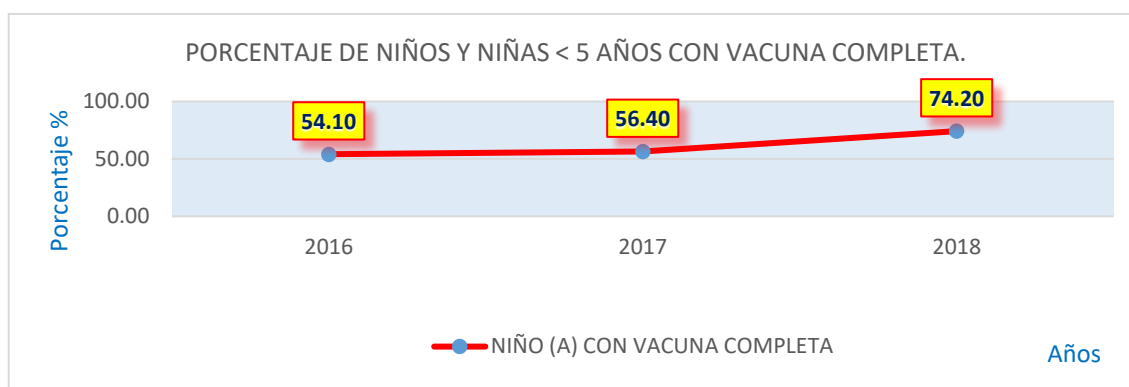 PORCENTAJE DE NIÑOS Y NIÑAS < 5 AÑOS CON VACUNA COMPLETA.
Porcentaje %
100.00
50.00
0.00
54.10
56.40
74.20
2016
2017
2018
NIÑO (A) CON VACUNA COMPLETA
Años